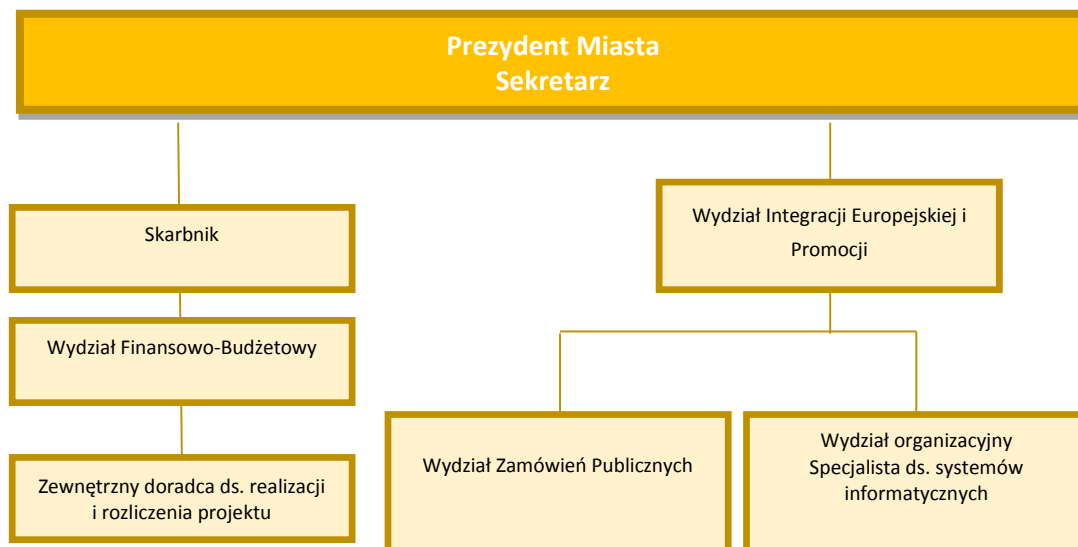 Prezydent Miasta
Sekretarz
Skarbnik
Wydział Integracji Europejskiej i
Promocji
Wydział Finansowo-Budżetowy
Wydział Zamówień Publicznych
Wydział organizacyjny
Specjalista ds. systemów
informatycznych
Zewnętrzny doradca ds. realizacji
i rozliczenia projektu